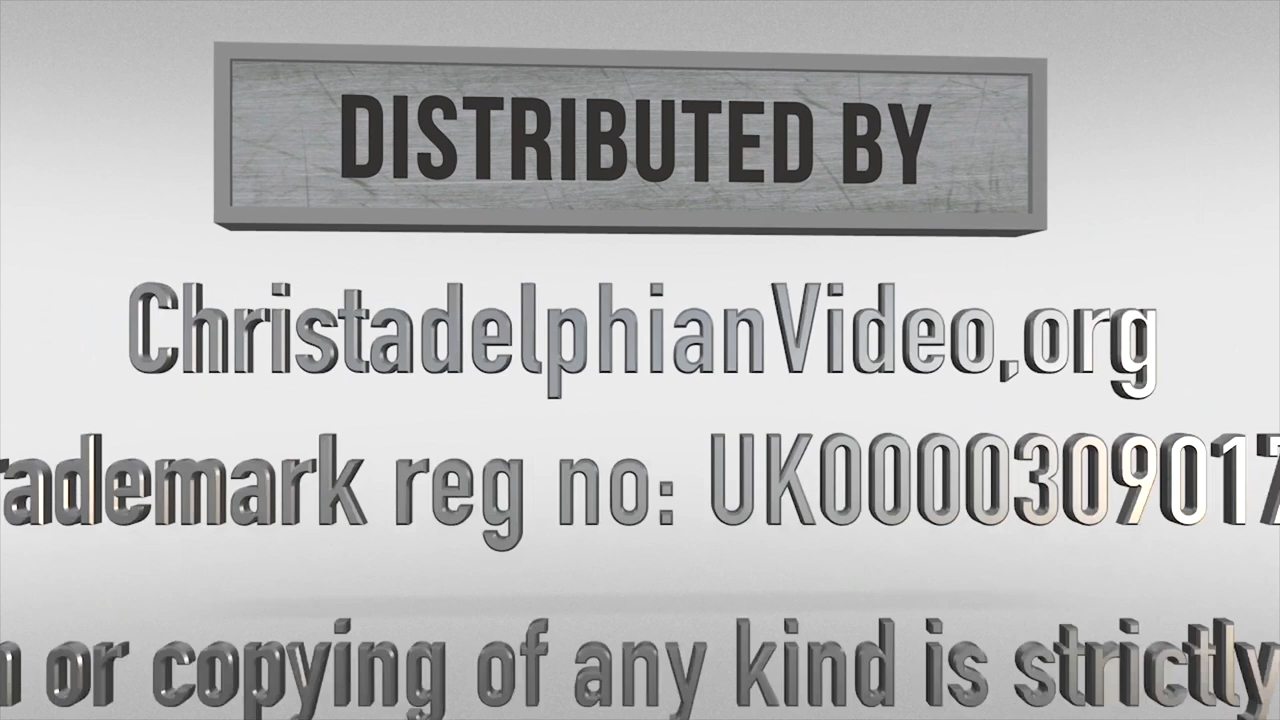 DISTRIBUTED BY
ChristadelphianVideo,org
rademark reg no: UK0000309017
n or copying of any kind is strictly